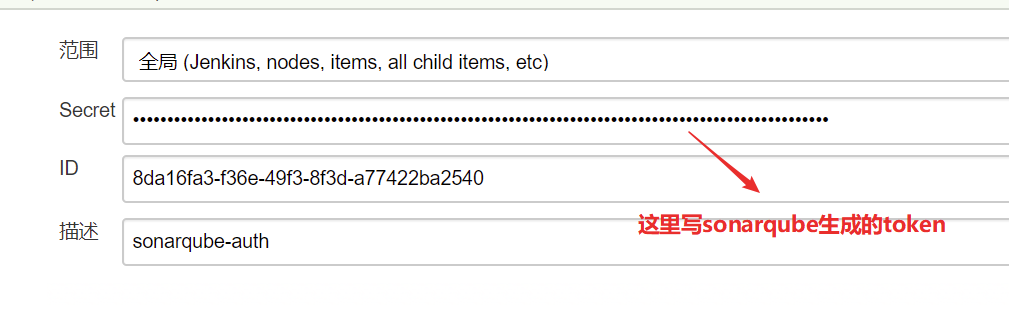 范围
全局 (Jenkins, nodes, items, all child items, etc)
Secret
ID
8da16fa3-f36e-49f3-8f3d-a77422ba2540
这里写sonarqube生成的token
描述
sonarqube-auth